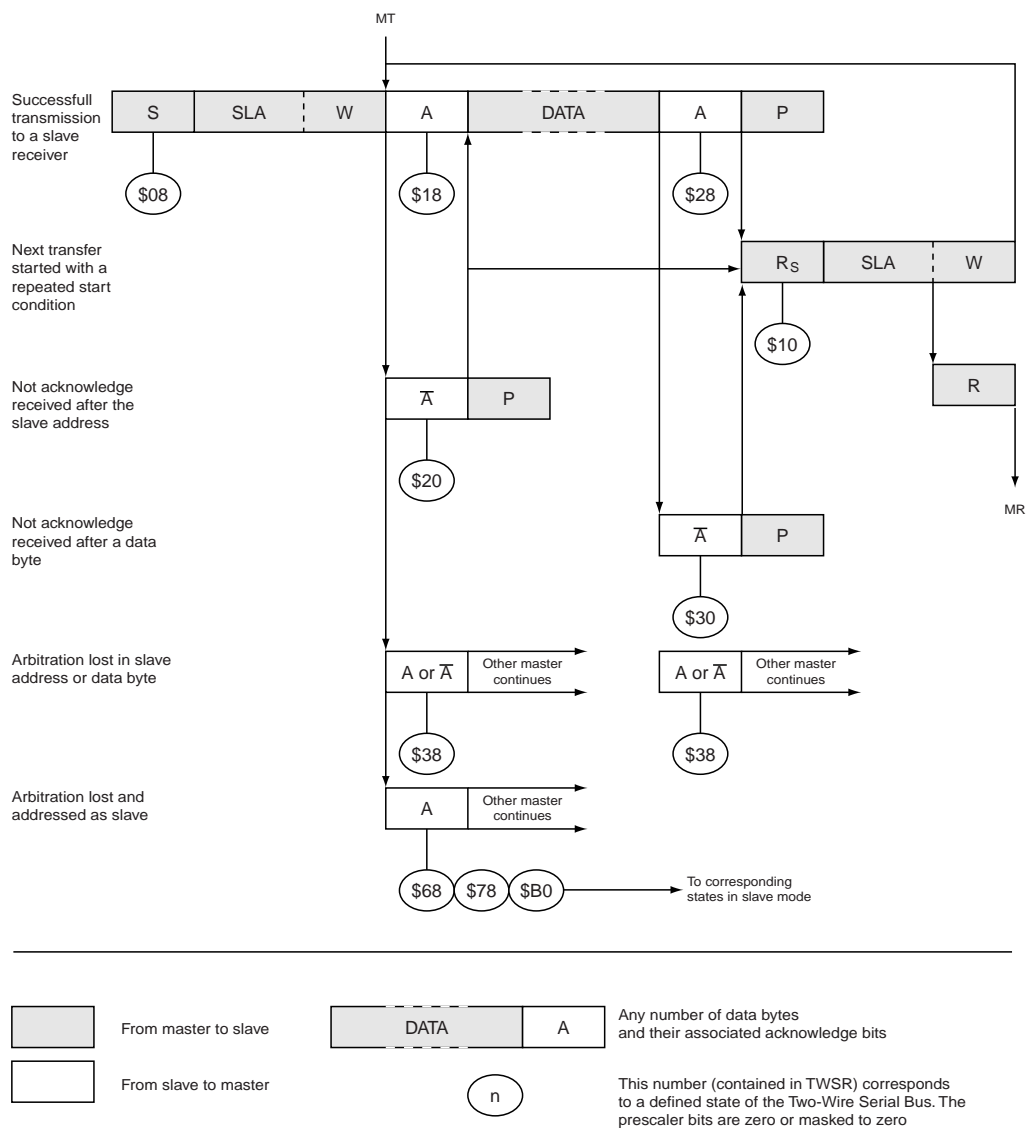 MT
Successfull
transmission
to a slave
receiver
S SLA W A DATA A P
$08 $18 $28
Next transfer
started with a
repeated start
condition
RS SLA W
$10
Not acknowledge
received after the
slave address
A̅ P
R
$20
MR
Not acknowledge
received after a data
byte
A̅ P
$30
Arbitration lost in slave
address or data byte
A or A̅
Other master
continues
A or A̅
Other master
continues
$38 $38
Arbitration lost and
addressed as slave
A
Other master
continues
$68 $78 $B0
To corresponding
states in slave mode
From master to slave
DATA A
Any number of data bytes
and their associated acknowledge bits
From slave to master
n
This number (contained in TWSR) corresponds
to a defined state of the Two-Wire Serial Bus. The
prescaler bits are zero or masked to zero